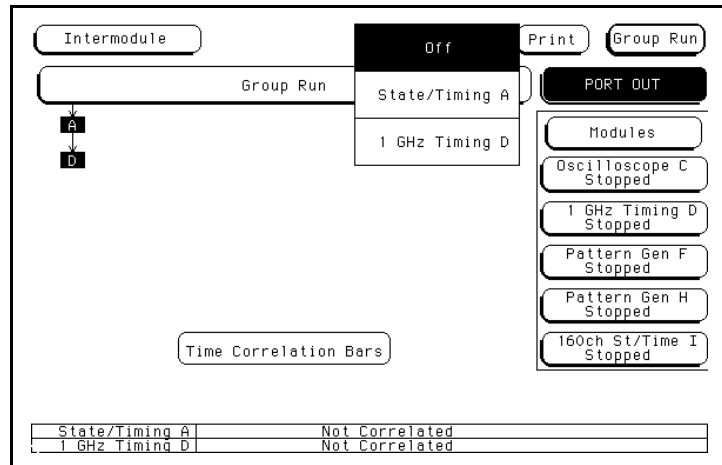 Intermodule
Off
Print
Group Run
Group Run
State/Timing A
PORT OUT
A
1 GHz Timing D
Modules
D
Oscilloscope C
Stopped
1 GHz Timing D
Stopped
Pattern Gen F
Stopped
Pattern Gen H
Stopped
Time Correlation Bars
160ch St/Time I
Stopped
State/Timing A Not Correlated
1 GHz Timing D Not Correlated